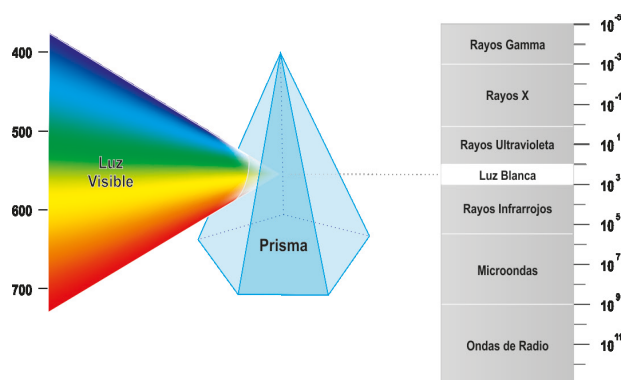 400
500
600
700
Luz
Visible
Prisma
Rayos Gamma
Rayos X
Rayos Ultravioleta
Luz Blanca
Rayos Infrarrojos
Microondas
Ondas de Radio
10⁻⁵
10⁻³
10⁻¹
10¹
10³
10⁵
10⁷
10⁹
10¹¹